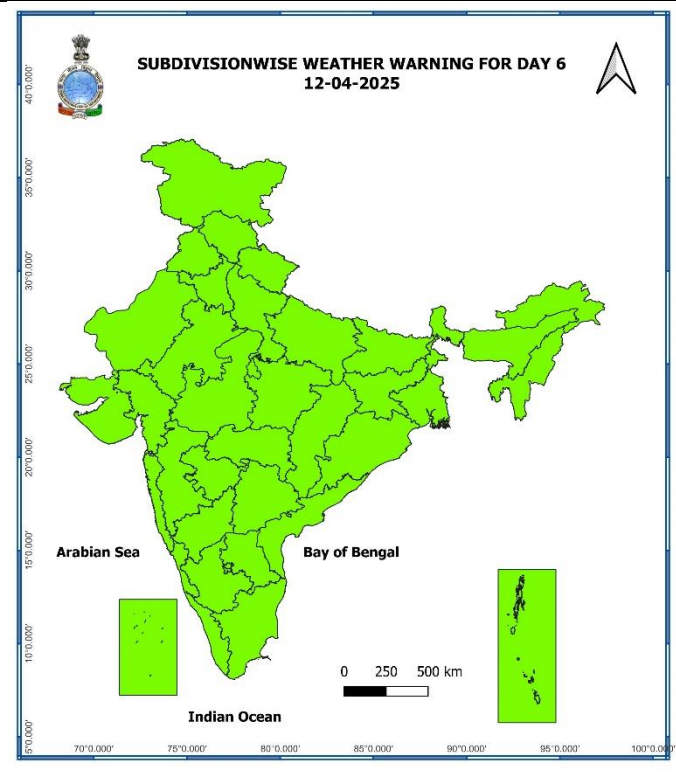 SUBDIVISIONWISE WEATHER WARNING FOR DAY 6
12-04-2025
40°0.000'
35°0.000'
30°0.000'
25°0.000'
20°0.000'
15°0.000'
10°0.000'
5°0.000'
Arabian Sea
Bay of Bengal
0 250 500 km
Indian Ocean
70°0.000' 75°0.000' 80°0.000' 85°0.000' 90°0.000' 95°0.000' 100°0.000'